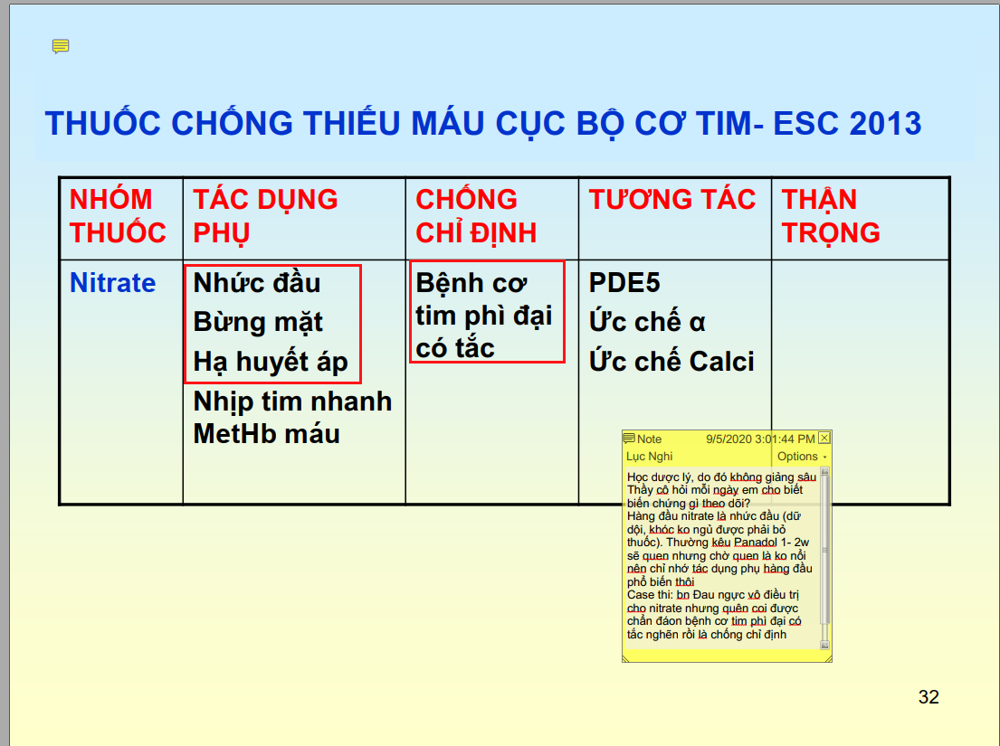 THUỐC CHỐNG THIẾU MÁU CỤC BỘ CƠ TIM- ESC 2013
NHÓM
THUỐC
TÁC DỤNG
PHỤ
CHỐNG
CHỈ ĐỊNH
TƯƠNG TÁC
THẬN
TRỌNG
Nitrate
Nhức đầu
Bừng mặt
Hạ huyết áp
Nhịp tim nhanh
MetHb máu
Bệnh cơ
tim phì đại
có tắc
PDE5
Ức chế α
Ức chế Calci
Note 9/5/2020 3:01:44 PM
Lục Nghi Options
Học dược lý, do đó không giảng sâu
Thầy cô hỏi mỗi ngày em cho biết
biến chứng gì theo dõi?
Hàng đầu nitrate là nhức đầu (dữ
dội, khóc ko ngủ được phải bỏ
thuốc). Thường kêu Panadol 1- 2w
sẽ quen nhưng chờ quen là ko nổi
nên chỉ nhớ tác dụng phụ hàng đầu
phổ biến thôi
Case thi: bn Đau ngực vô điều trị
cho nitrate nhưng quên coi được
chẩn đáon bệnh cơ tim phì đại có
tắc nghẽn rồi là chống chỉ định
32